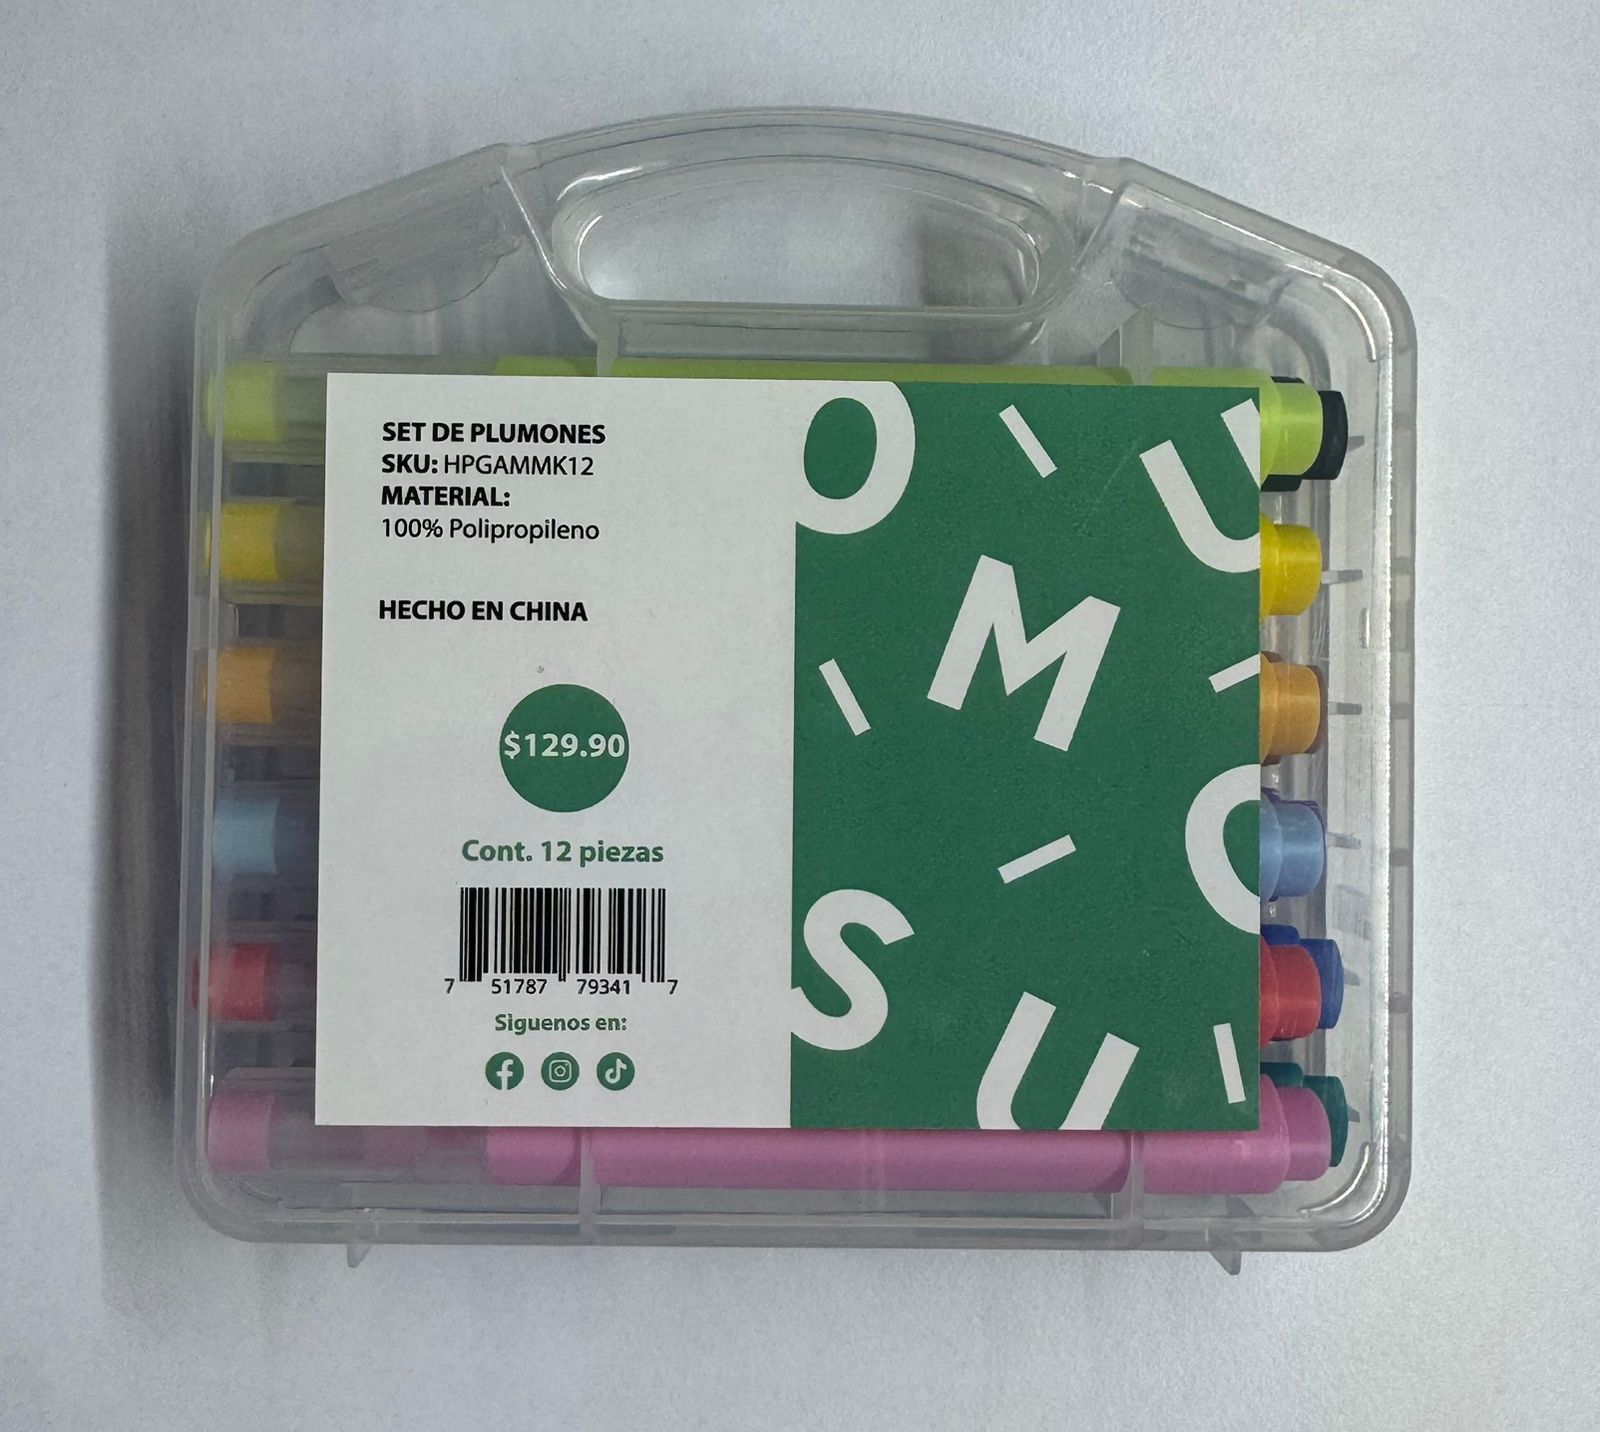 SET DE PLUMONES
SKU: HPGAMMK12
MATERIAL:
100% Polipropileno
HECHO EN CHINA
$129.90
Cont. 12 piezas
7 51787 79341 7
Siguenos en:
O U
M
O
S
U